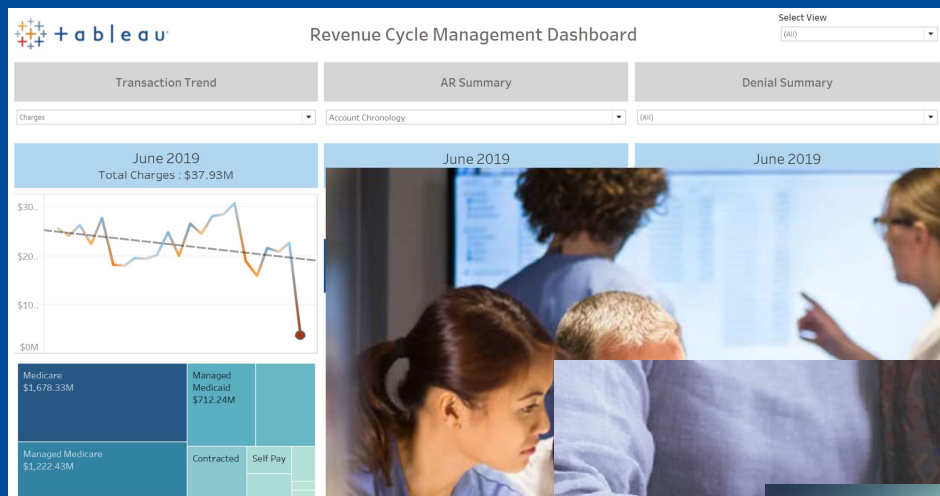 + a b | e a u
Revenue Cycle Management Dashboard
Select View
(All)
Transaction Trend
AR Summary
Denial Summary
Charges
Account Chronology
(All)
June 2019
Total Charges : $37.93M
June 2019
June 2019
$30..
$20..
$10..
$0M
Medicare
$1,678.33M
Managed
Medicaid
$712.24M
Managed Medicare
$1,222.43M
Contracted
Self Pay